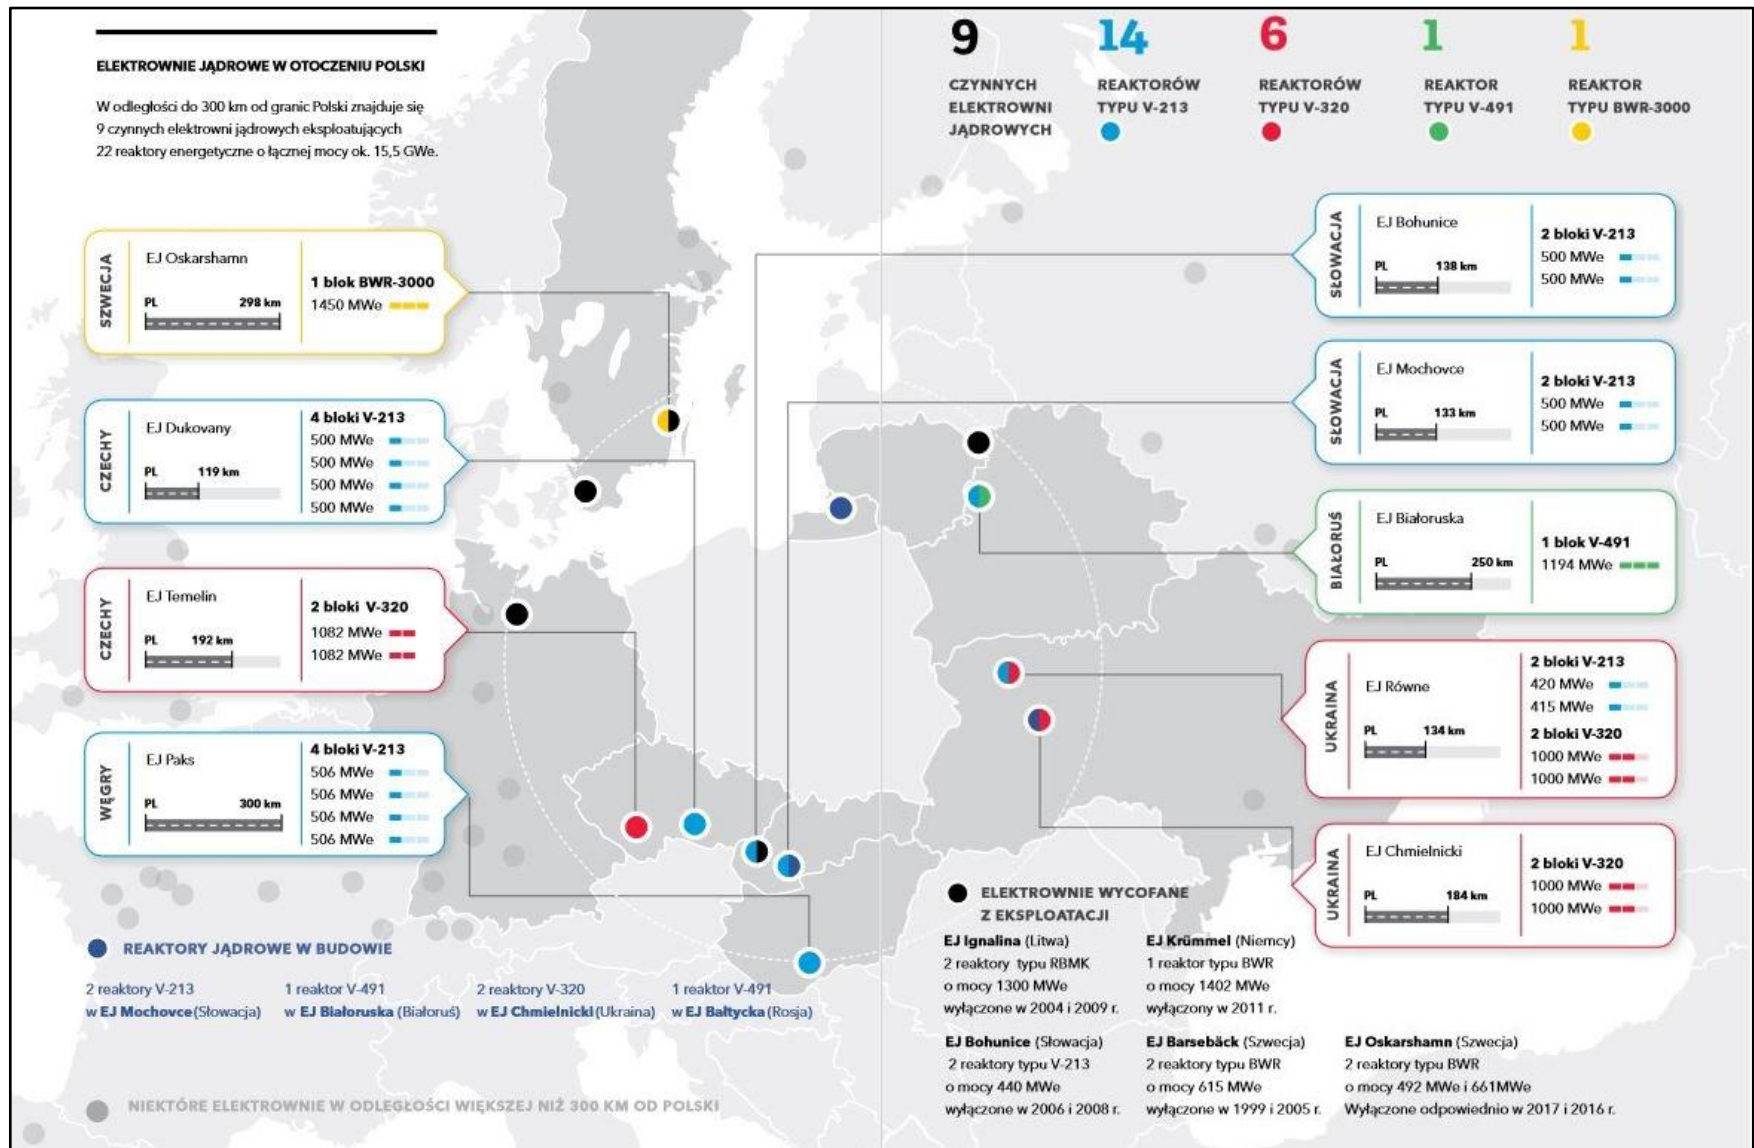 ELEKTROWNIE JĄDROWE W OTOCZENIU POLSKI
W odległości do 300 km od granic Polski znajduje się
9 czynnych elektrowni jądrowych eksploatujących
22 reaktory energetyczne o łącznej mocy ok. 15,5 GWe.
9
CZYNNYCH
ELEKTROWNI
JĄDROWYCH
14
REAKTORÓW
TYPU V-213
6
REAKTORÓW
TYPU V-320
1
REAKTOR
TYPU V-491
1
REAKTOR
TYPU BWR-3000
SZWECJA
EJ Oskarshamn
PL 298 km
1 blok BWR-3000
1450 MWe
CZECHY
EJ Dukovany
PL 119 km
4 bloki V-213
500 MWe
500 MWe
500 MWe
500 MWe
CZECHY
EJ Temelin
PL 192 km
2 bloki V-320
1082 MWe
1082 MWe
WĘGRY
EJ Paks
PL 300 km
4 bloki V-213
506 MWe
506 MWe
506 MWe
506 MWe
SŁOWACJA
EJ Bohunice
PL 138 km
2 bloki V-213
500 MWe
500 MWe
SŁOWACJA
EJ Mochovce
PL 133 km
2 bloki V-213
500 MWe
500 MWe
BIAŁORUŚ
EJ Białoruska
PL 250 km
1 blok V-491
1194 MWe
UKRAINA
EJ Równe
PL 134 km
2 bloki V-213
420 MWe
415 MWe
2 bloki V-320
1000 MWe
1000 MWe
UKRAINA
EJ Chmielnicki
PL 184 km
2 bloki V-320
1000 MWe
1000 MWe
REAKTORY JĄDROWE W BUDOWIE
2 reaktory V-213
w EJ Mochovce (Słowacja)
1 reaktor V-491
w EJ Białoruska (Białoruś)
2 reaktory V-320
w EJ Chmielnicki (Ukraina)
1 reaktor V-491
w EJ Bałtycka (Rosja)
NIEKTÓRE ELEKTROWNIE W ODLEGŁOŚCI WIĘKSZEJ NIŻ 300 KM OD POLSKI
ELEKTROWNIE WYCOFANE
Z EKSPLOATACJI
EJ Ignalina (Litwa)
2 reaktory typu RBMK
o mocy 1300 MWe
wyłączone w 2004 i 2009 r.
EJ Krümmel (Niemcy)
1 reaktor typu BWR
o mocy 1402 MWe
wyłączony w 2011 r.
EJ Bohunice (Słowacja)
2 reaktory typu V-213
o mocy 440 MWe
wyłączone w 2006 i 2008 r.
EJ Barsebäck (Szwecja)
2 reaktory typu BWR
o mocy 615 MWe
wyłączone w 1999 i 2005 r.
EJ Oskarshamn (Szwecja)
2 reaktory typu BWR
o mocy 492 MWe i 661MWe
Wyłączone odpowiednio w 2017 i 2016 r.